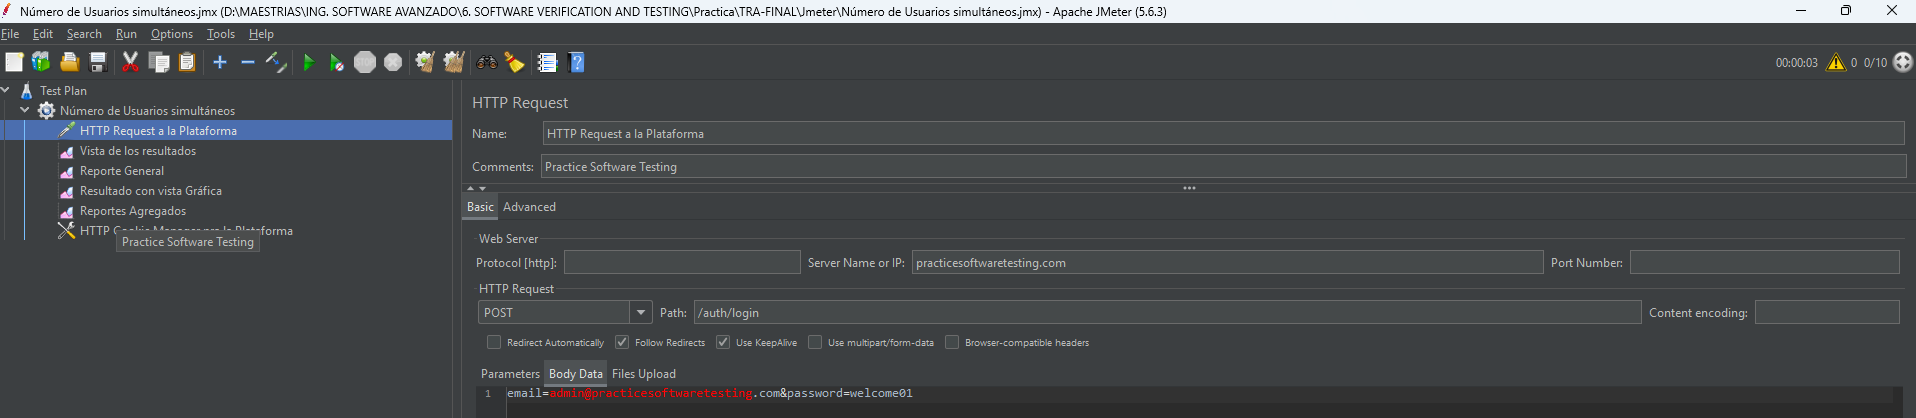 Número de Usuarios simultáneos.jmx (D:\MAESTRIAS\ING. SOFTWARE AVANZADO\6. SOFTWARE VERIFICATION AND TESTING\Practica\TRA-FINAL\Jmeter\Número de Usuarios simultáneos.jmx) - Apache JMeter (5.6.3)
File Edit Search Run Options Tools Help
STOP
00:00:03 0 0/10
Test Plan
Número de Usuarios simultáneos
HTTP Request a la Plataforma
Vista de los resultados
Reporte General
Resultado con vista Gráfica
Reportes Agregados
HTTP
Practice Software Testing
HTTP Request
Name: HTTP Request a la Plataforma
Comments: Practice Software Testing
Basic Advanced
Web Server
Protocol [http]: Server Name or IP: practicesoftwaretesting.com Port Number:
HTTP Request
POST Path: /auth/login Content encoding:
Redirect Automatically Follow Redirects Use KeepAlive Use multipart/form-data Browser-compatible headers
Parameters Body Data Files Upload
1 email=admin@practicesoftwaretesting.com&password=welcome01